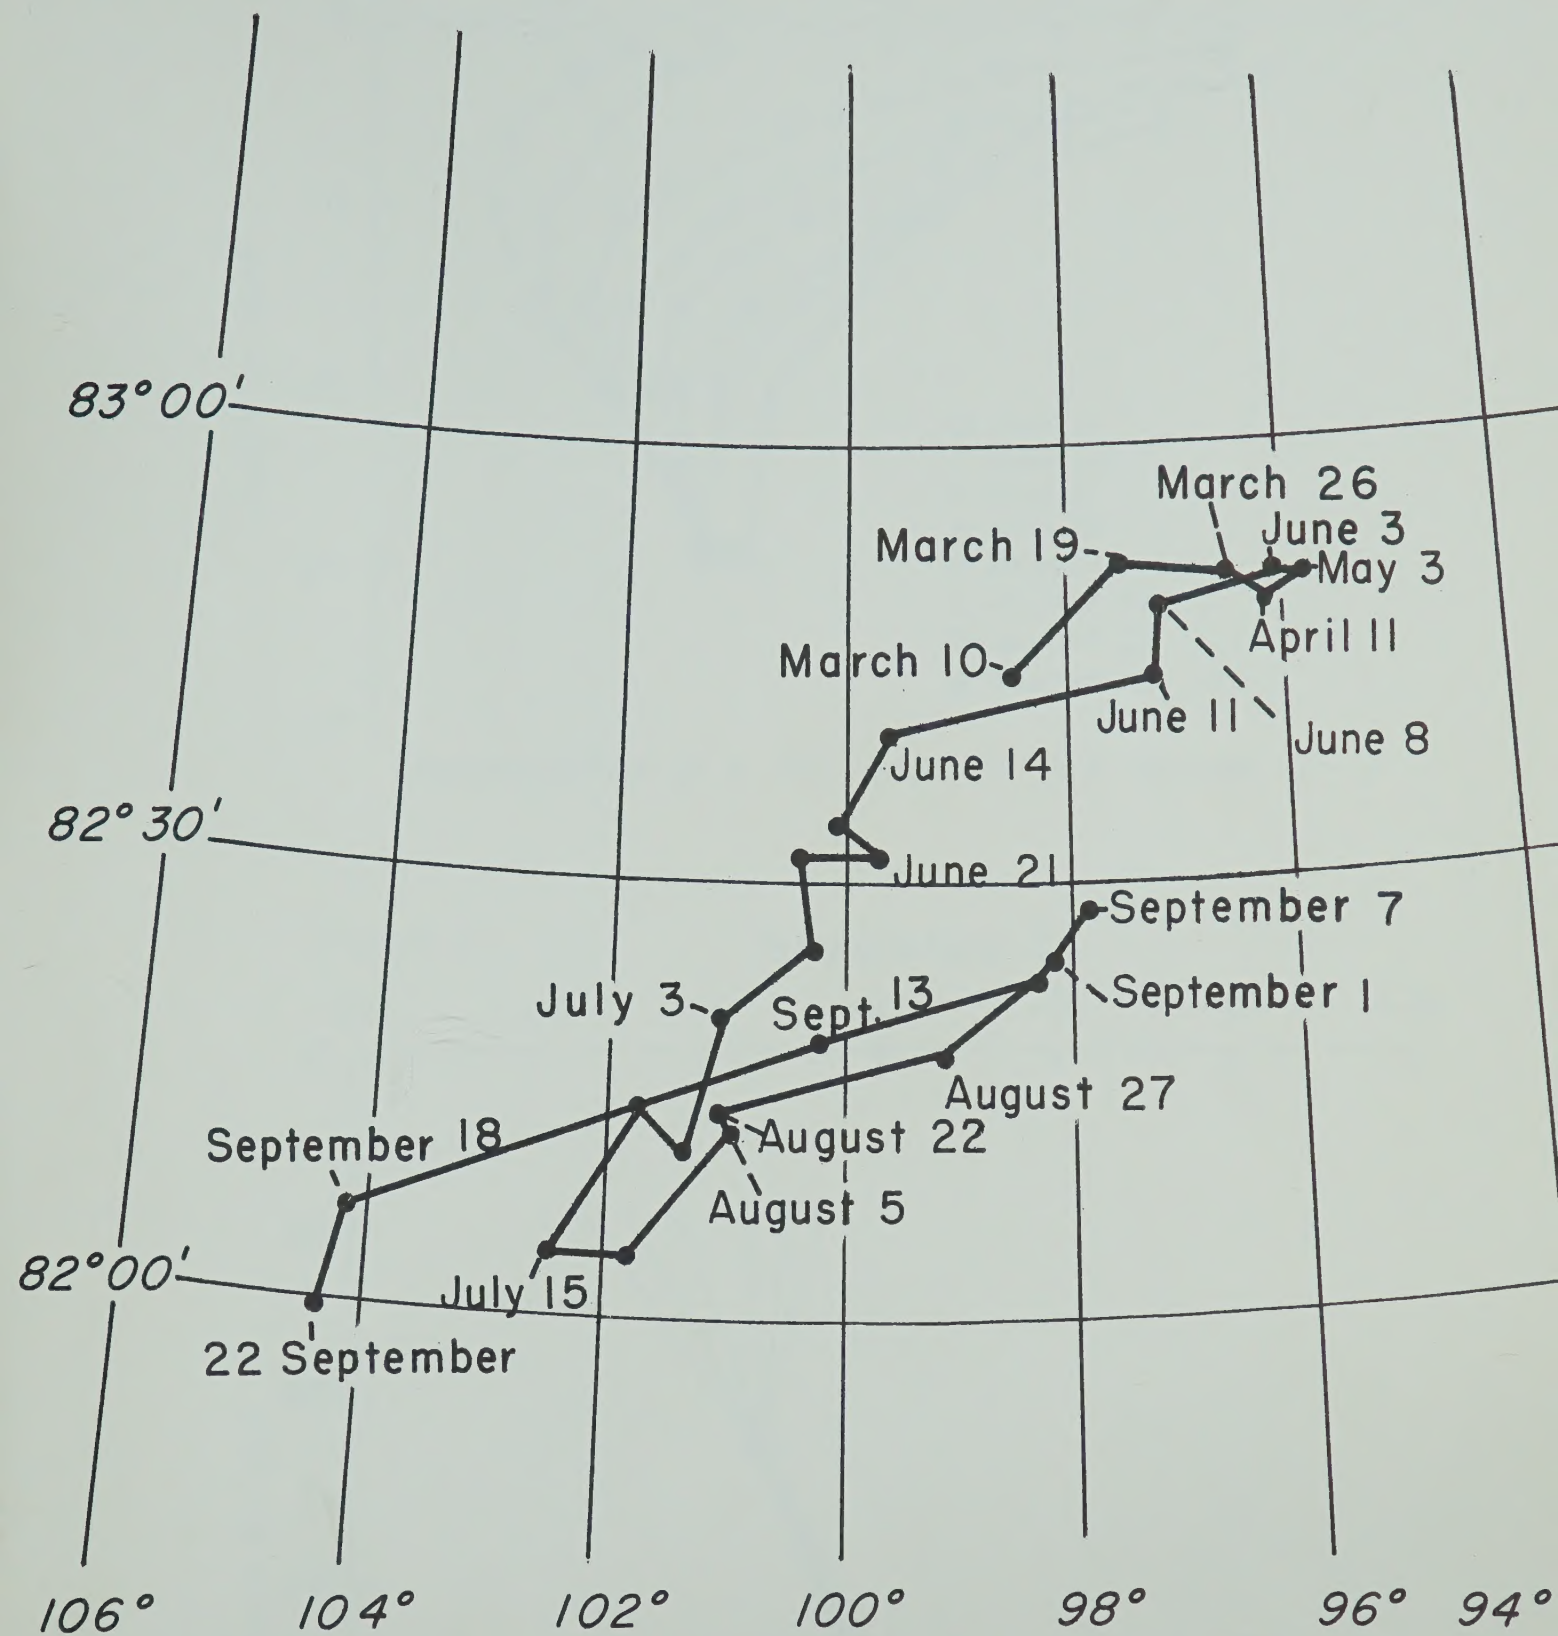 83°00'
March 26
June 3
March 19
May 3
April 11
March 10
June 11
June 8
June 14
82°30'
June 21
September 7
July 3
Sept. 13
September 1
August 27
September 18
August 22
August 5
82°00'
July 15
22 September
106° 104° 102° 100° 98° 96° 94°